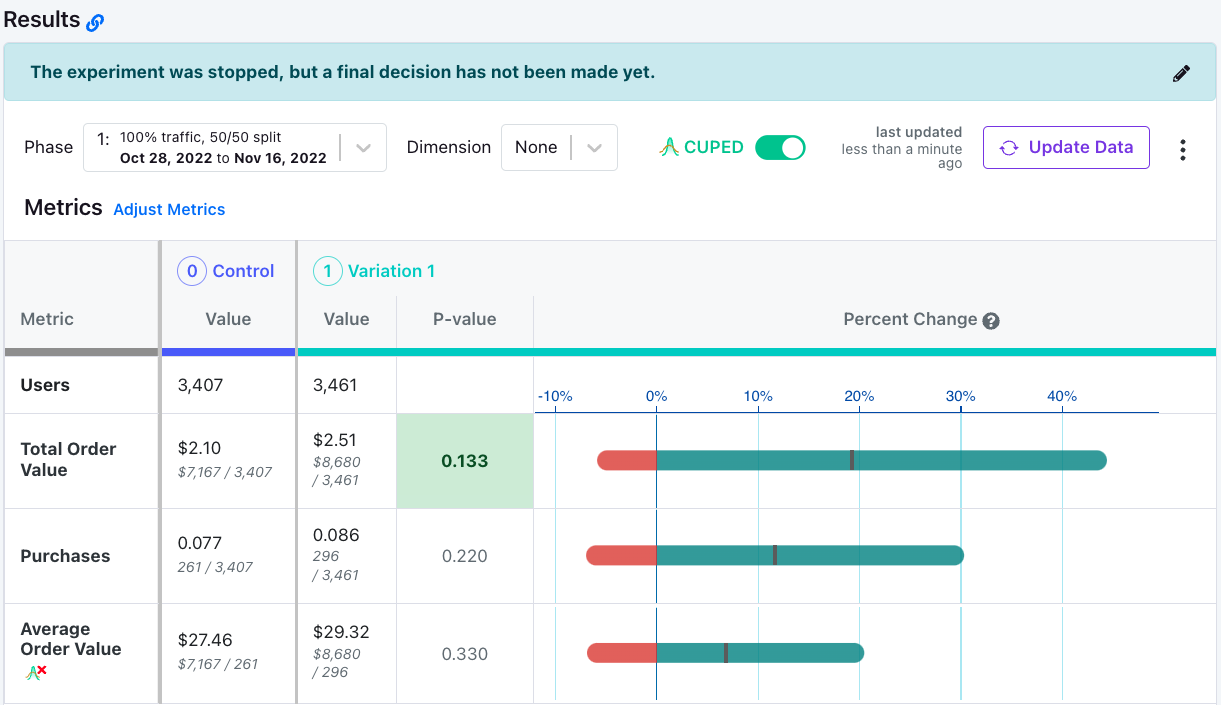 Results
The experiment was stopped, but a final decision has not been made yet.
Phase
1: 100% traffic, 50/50 split
Oct 28, 2022 to Nov 16, 2022
Dimension
None
CUPED
last updated
less than a minute
ago
Update Data
Metrics Adjust Metrics
0 Control
1 Variation 1
Metric
Value
Value
P-value
Percent Change ?
Users
3,407
3,461
-10% 0% 10% 20% 30% 40%
Total Order
Value
$2.10
$7,167 / 3,407
$2.51
$8,680
/ 3,461
0.133
Purchases
0.077
261 / 3,407
0.086
296
/ 3,461
0.220
Average
Order Value
$27.46
$7,167 / 261
$29.32
$8,680
/ 296
0.330